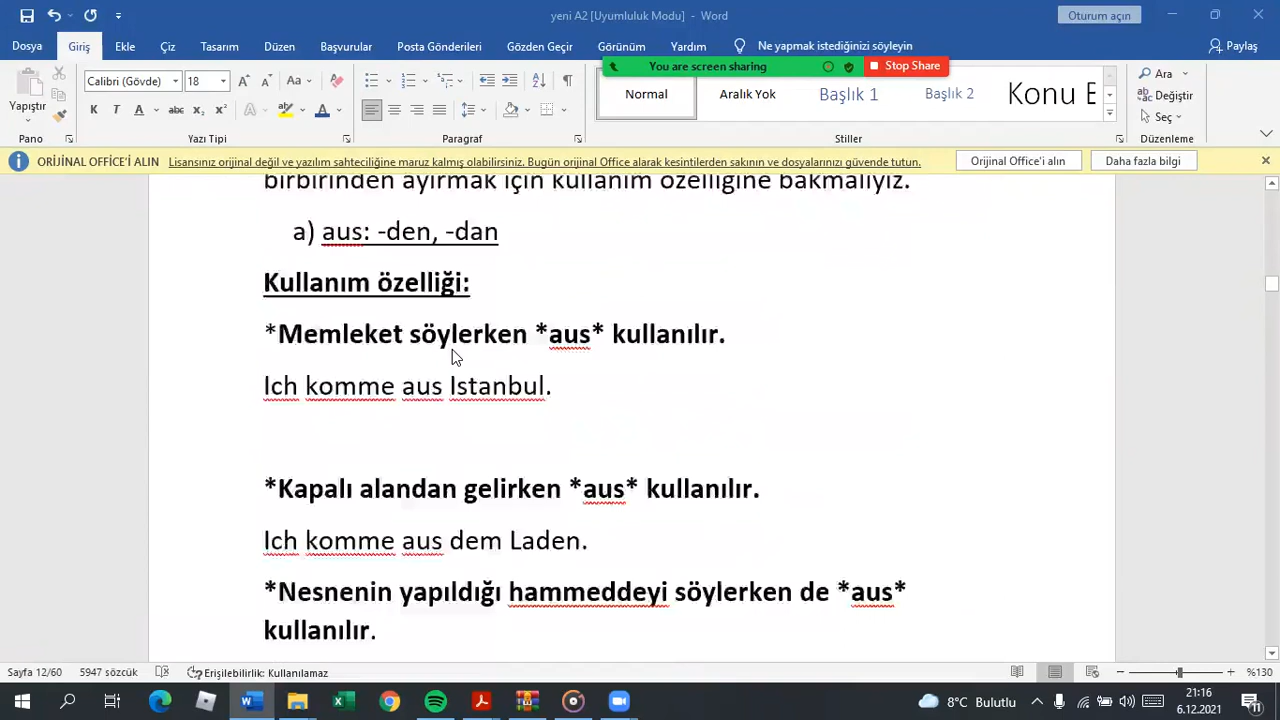 yeni A2 [Uyumluluk Modu] - Word
Oturum açın
Dosya Giriş Ekle Çiz Tasarım Düzen Başvurular Posta Gönderileri Gözden Geçir Görünüm Yardım Ne yapmak istediğinizi söyleyin Paylaş
You are screen sharing Stop Share
Yapıştır
Calibri (Gövde) 18
Normal
Aralık Yok
Başlık 1
Başlık 2
Konu E
Ara
Değiştir
Seç
Pano Yazı Tipi Paragraf Stiller Düzenleme
ORİJİNAL OFFICE'İ ALIN Lisansınız orijinal değil ve yazılım sahteciliğine maruz kalmış olabilirsiniz. Bugün orijinal Office alarak kesintilerden sakının ve dosyalarınızı güvende tutun. Orijinal Office'i alın Daha fazla bilgi
birbirinden ayırmak için kullanım özelliğine bakmalıyız.
a) aus: -den, -dan
Kullanım özelliği:
*Memleket söylerken *aus* kullanılır.
Ich komme aus Istanbul.
*Kapalı alandan gelirken *aus* kullanılır.
Ich komme aus dem Laden.
*Nesnenin yapıldığı hammeddeyi söylerken de *aus*
kullanılır.
Sayfa 12/60 5947 sözcük Erişilebilirlik: Kullanılamaz %130
8°C Bulutlu
21:16
6.12.2021